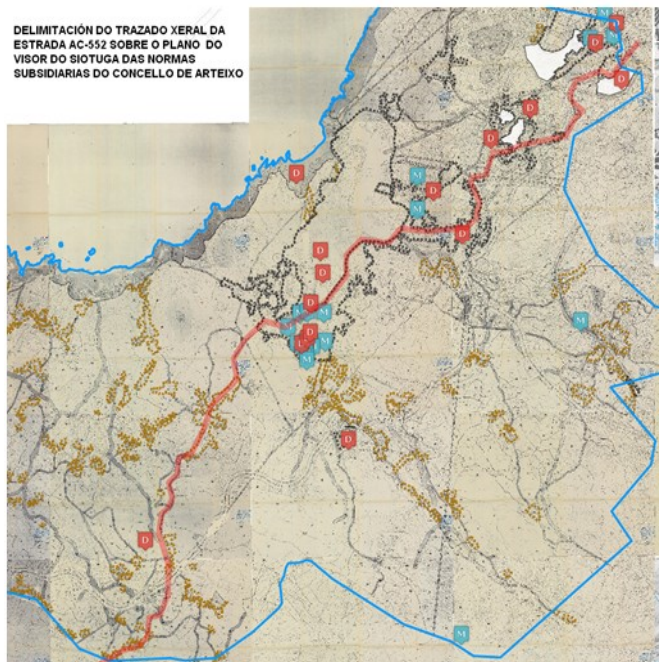 DELIMITACIÓN DO TRAZADO XERAL DA
ESTRADA AC-552 SOBRE O PLANO DO
VISOR DO SIOTUGA DAS NORMAS
SUBSIDIARIAS DO CONCELLO DE ARTEIXO
M
D
D
M
D
D
D
D
M
D
M
D
D
D
D
M
M
D
M
M
D
D
M